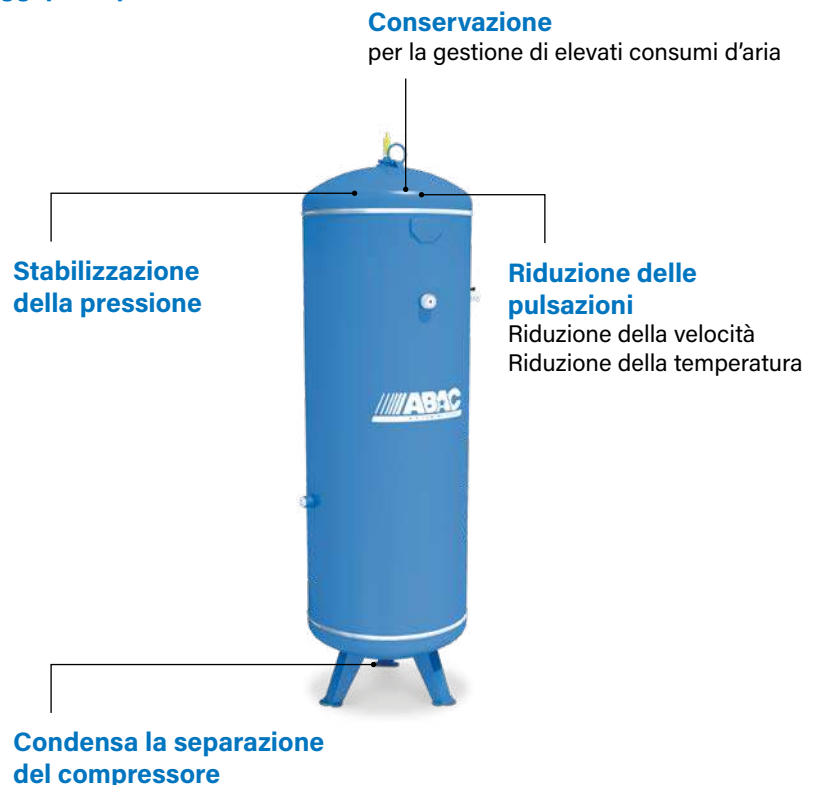 Conservazione
per la gestione di elevati consumi d'aria
Stabilizzazione
della pressione
Riduzione delle
pulsazioni
Riduzione della velocità
Riduzione della temperatura
ABAC
Condensa la separazione
del compressore